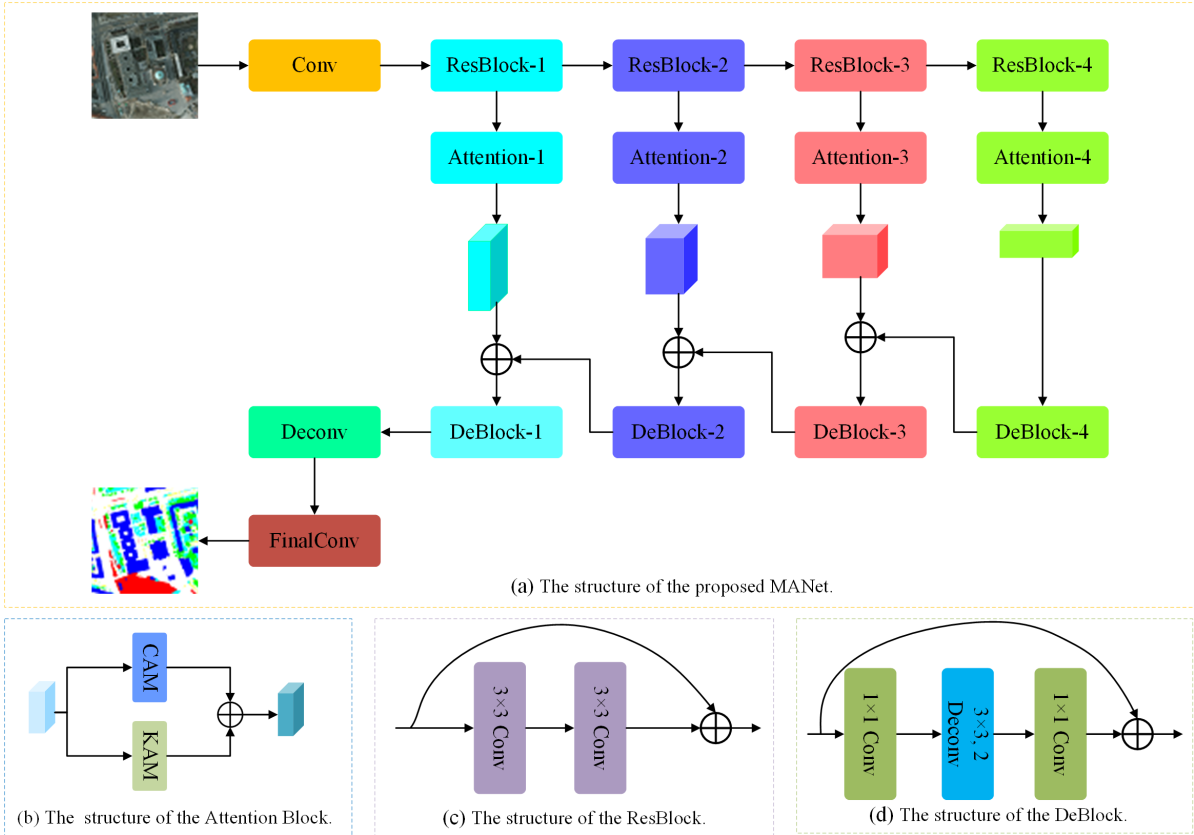 Conv
ResBlock-1
ResBlock-2
ResBlock-3
ResBlock-4
Attention-1
Attention-2
Attention-3
Attention-4
Deconv
DeBlock-1
DeBlock-2
DeBlock-3
DeBlock-4
FinalConv
(a) The structure of the proposed MANet.
CAM
KAM
(b) The structure of the Attention Block.
3×3 Conv
3×3 Conv
(c) The structure of the ResBlock.
1×1 Conv
3×3, 2
Deconv
1×1 Conv
(d) The structure of the DeBlock.